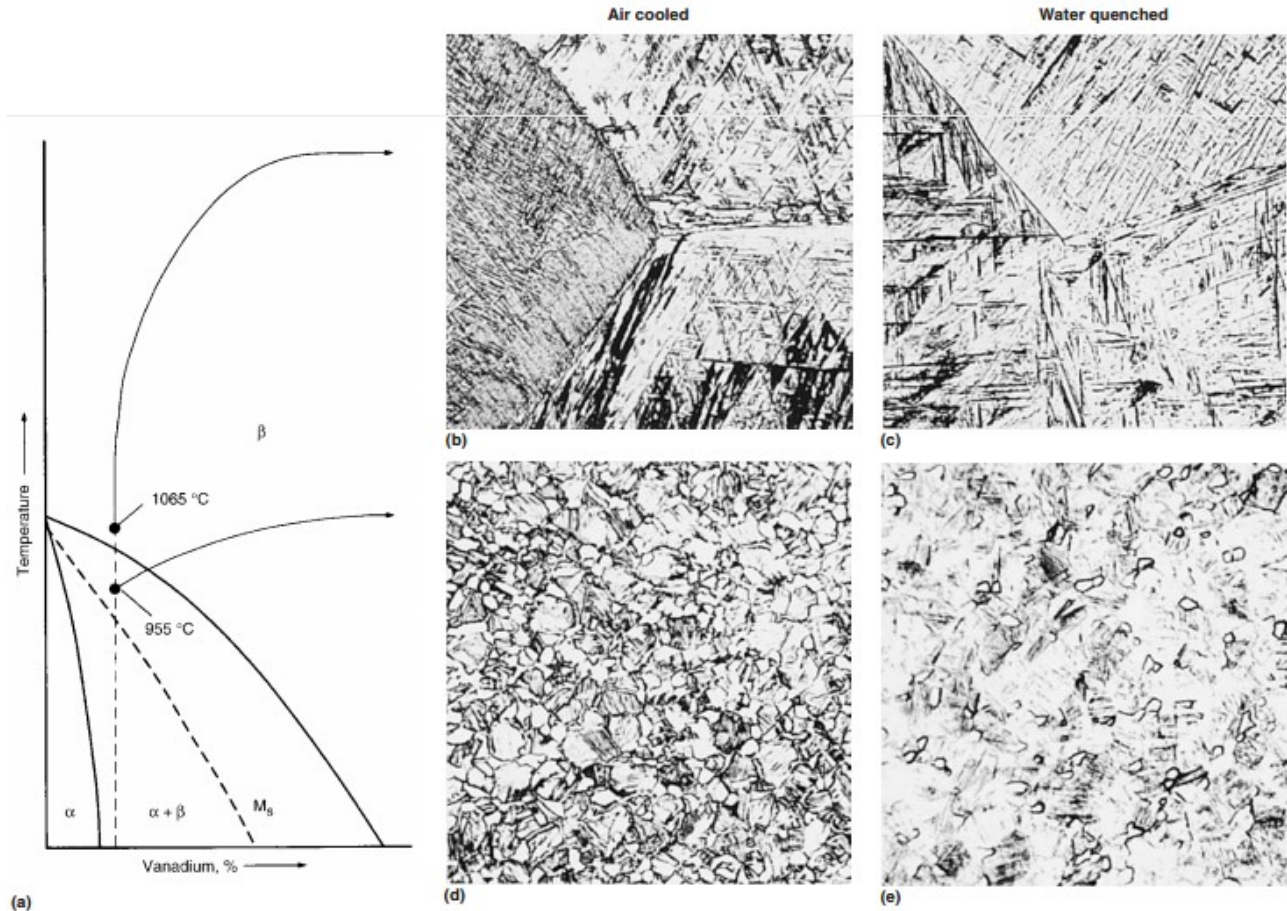 Air cooled
Water quenched
Temperature
β
1065 °C
955 °C
α
α + β
Ms
Vanadium, %
(a)
(b)
(c)
(d)
(e)